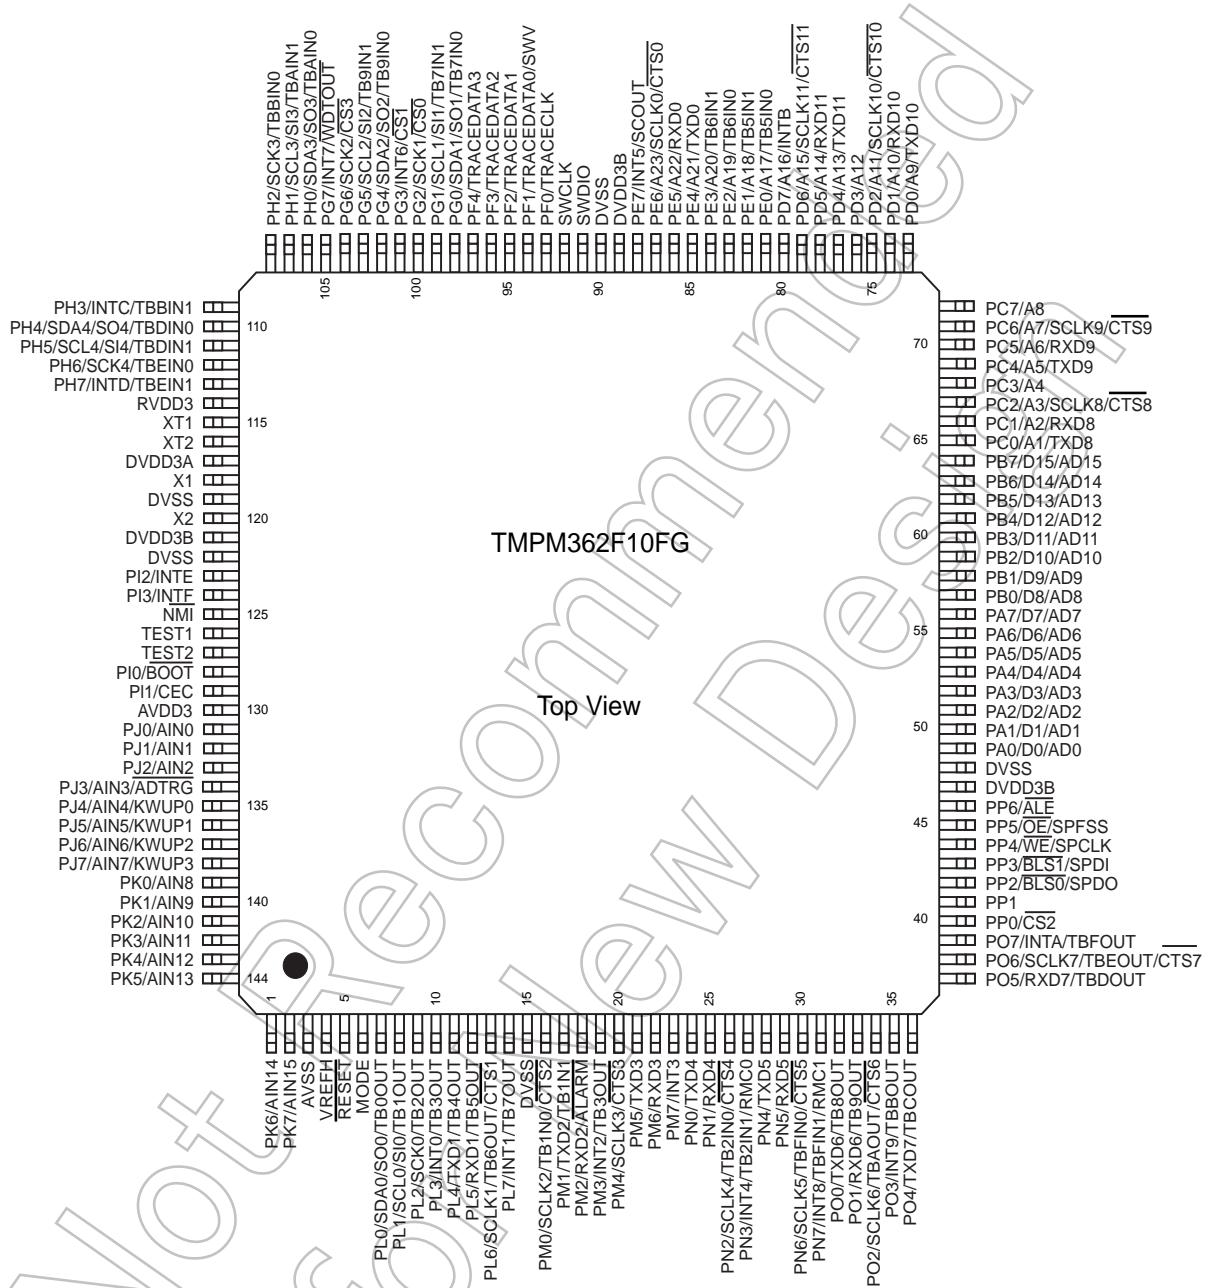 PH2/SCK3/TBBIN0
PH1/SCL3/SI3/TBAIN1
PH0/SDA3/SO3/TBAIN0
PG7/INT7/WDTOUT
PG6/SCK2/CS3
PG5/SCL2/SI2/TB9IN1
PG4/SDA2/SO2/TB9IN0
PG3/INT6/CS1
PG2/SCK1/CS0
PG1/SCL1/SI1/TB7IN1
PG0/SDA1/SO1/TB7IN0
PF4/TRACEDATA3
PF3/TRACEDATA2
PF2/TRACEDATA1
PF1/TRACEDATA0/SWV
PF0/TRACECLK
SWCLK
SWDIO
DVSS
DVDD3B
PE7/INT5/SCOUT
PE6/A23/SCLK0/CTS0
PE5/A22/RXD0
PE4/A21/TXD0
PE3/A20/TB6IN1
PE2/A19/TB6IN0
PE1/A18/TB5IN1
PE0/A17/TB5IN0
PD7/A16/INTB
PD6/A15/SCLK11/CTS11
PD5/A14/RXD11
PD4/A13/TXD11
PD3/A12
PD2/A11/SCLK10/CTS10
PD1/A10/RXD10
PD0/A9/TXD10
105
100
95
90
85
80
75
PH3/INTC/TBBIN1
PH4/SDA4/SO4/TBDIN0
110
PH5/SCL4/SI4/TBDIN1
PH6/SCK4/TBEIN0
PH7/INTD/TBEIN1
RVDD3
XT1
115
XT2
DVDD3A
X1
DVSS
X2
120
DVDD3B
DVSS
PI2/INTE
PI3/INTF
NMI
125
TEST1
TEST2
PI0/BOOT
PI1/CEC
AVDD3
130
PJ0/AIN0
PJ1/AIN1
PJ2/AIN2
PJ3/AIN3/ADTRG
PJ4/AIN4/KWUP0
135
PJ5/AIN5/KWUP1
PJ6/AIN6/KWUP2
PJ7/AIN7/KWUP3
PK0/AIN8
PK1/AIN9
140
PK2/AIN10
PK3/AIN11
PK4/AIN12
PK5/AIN13
144
TMPM362F10FG
Top View
PC7/A8
PC6/A7/SCLK9/CTS9
70
PC5/A6/RXD9
PC4/A5/TXD9
PC3/A4
PC2/A3/SCLK8/CTS8
PC1/A2/RXD8
65
PC0/A1/TXD8
PB7/D15/AD15
PB6/D14/AD14
PB5/D13/AD13
PB4/D12/AD12
60
PB3/D11/AD11
PB2/D10/AD10
PB1/D9/AD9
PB0/D8/AD8
PA7/D7/AD7
55
PA6/D6/AD6
PA5/D5/AD5
PA4/D4/AD4
PA3/D3/AD3
PA2/D2/AD2
50
PA1/D1/AD1
PA0/D0/AD0
DVSS
DVDD3B
PP6/ALE
45
PP5/OE/SPFSS
PP4/WE/SPCLK
PP3/BLS1/SPDI
PP2/BLS0/SPDO
PP1
40
PP0/CS2
PO7/INTA/TBFOUT
PO6/SCLK7/TBEOUT/CTS7
PO5/RXD7/TBDOUT
1
5
10
15
20
25
30
35
PK6/AIN14
PK7/AIN15
AVSS
VREFH
RESET
MODE
PL0/SDA0/SO0/TB0OUT
PL1/SCL0/SI0/TB1OUT
PL2/SCK0/TB2OUT
PL3/INT0/TB3OUT
PL4/TXD1/TB4OUT
PL5/RXD1/TB5OUT
PL6/SCLK1/TB6OUT/CTS1
PL7/INT1/TB7OUT
DVSS
PM0/SCLK2/TB1N0/CTS2
PM1/TXD2/TB1N1
PM2/RXD2/ALARM
PM3/INT2/TB3OUT
PM4/SCLK3/CTS3
PM5/TXD3
PM6/RXD3
PM7/INT3
PN0/TXD4
PN1/RXD4
PN2/SCLK4/TB2IN0/CTS4
PN3/INT4/TB2IN1/RMC0
PN4/TXD5
PN5/RXD5
PN6/SCLK5/TBFIN0/CTS5
PN7/INT8/TBFIN1/RMC1
PO0/TXD6/TB8OUT
PO1/RXD6/TB9OUT
PO2/SCLK6/TBAOUT/CTS6
PO3/INT9/TBBOUT
PO4/TXD7/TBCOUT
Not Recommended
for New Design